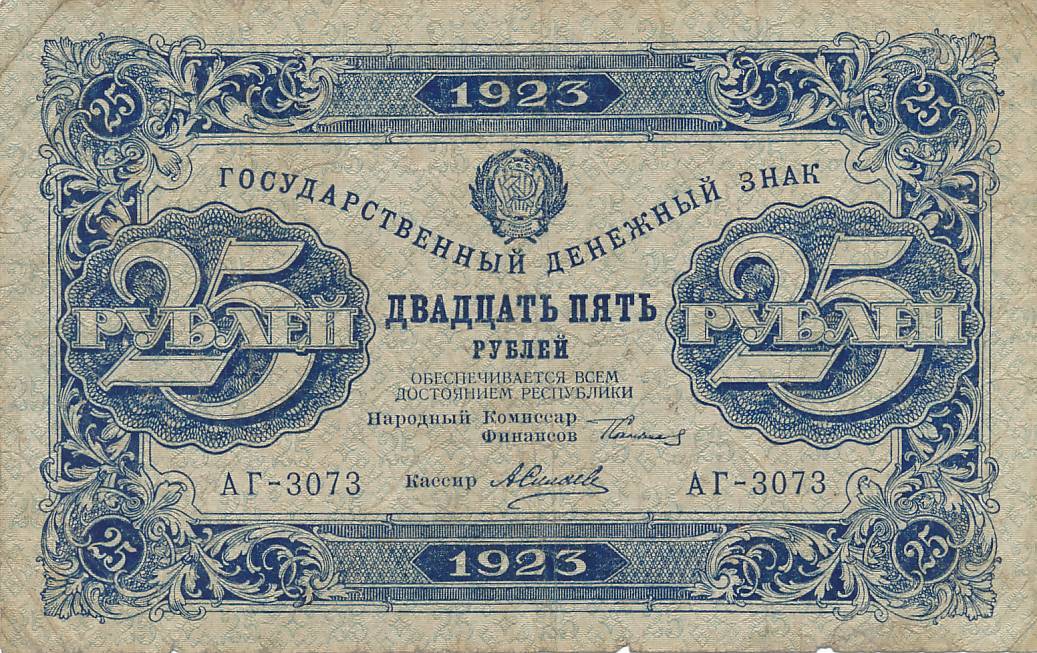 1923
25
25
ГОСУДАРСТВЕННЫЙ ДЕНЕЖНЫЙ ЗНАК
25
РУБЛЕЙ
25
РУБЛЕЙ
ДВАДЦАТЬ ПЯТЬ
РУБЛЕЙ
ОБЕСПЕЧИВАЕТСЯ ВСЕМ
ДОСТОЯНИЕМ РЕСПУБЛИКИ
Народный Комиссар
Финансов
АГ-3073
Кассир
АГ-3073
25
25
1923